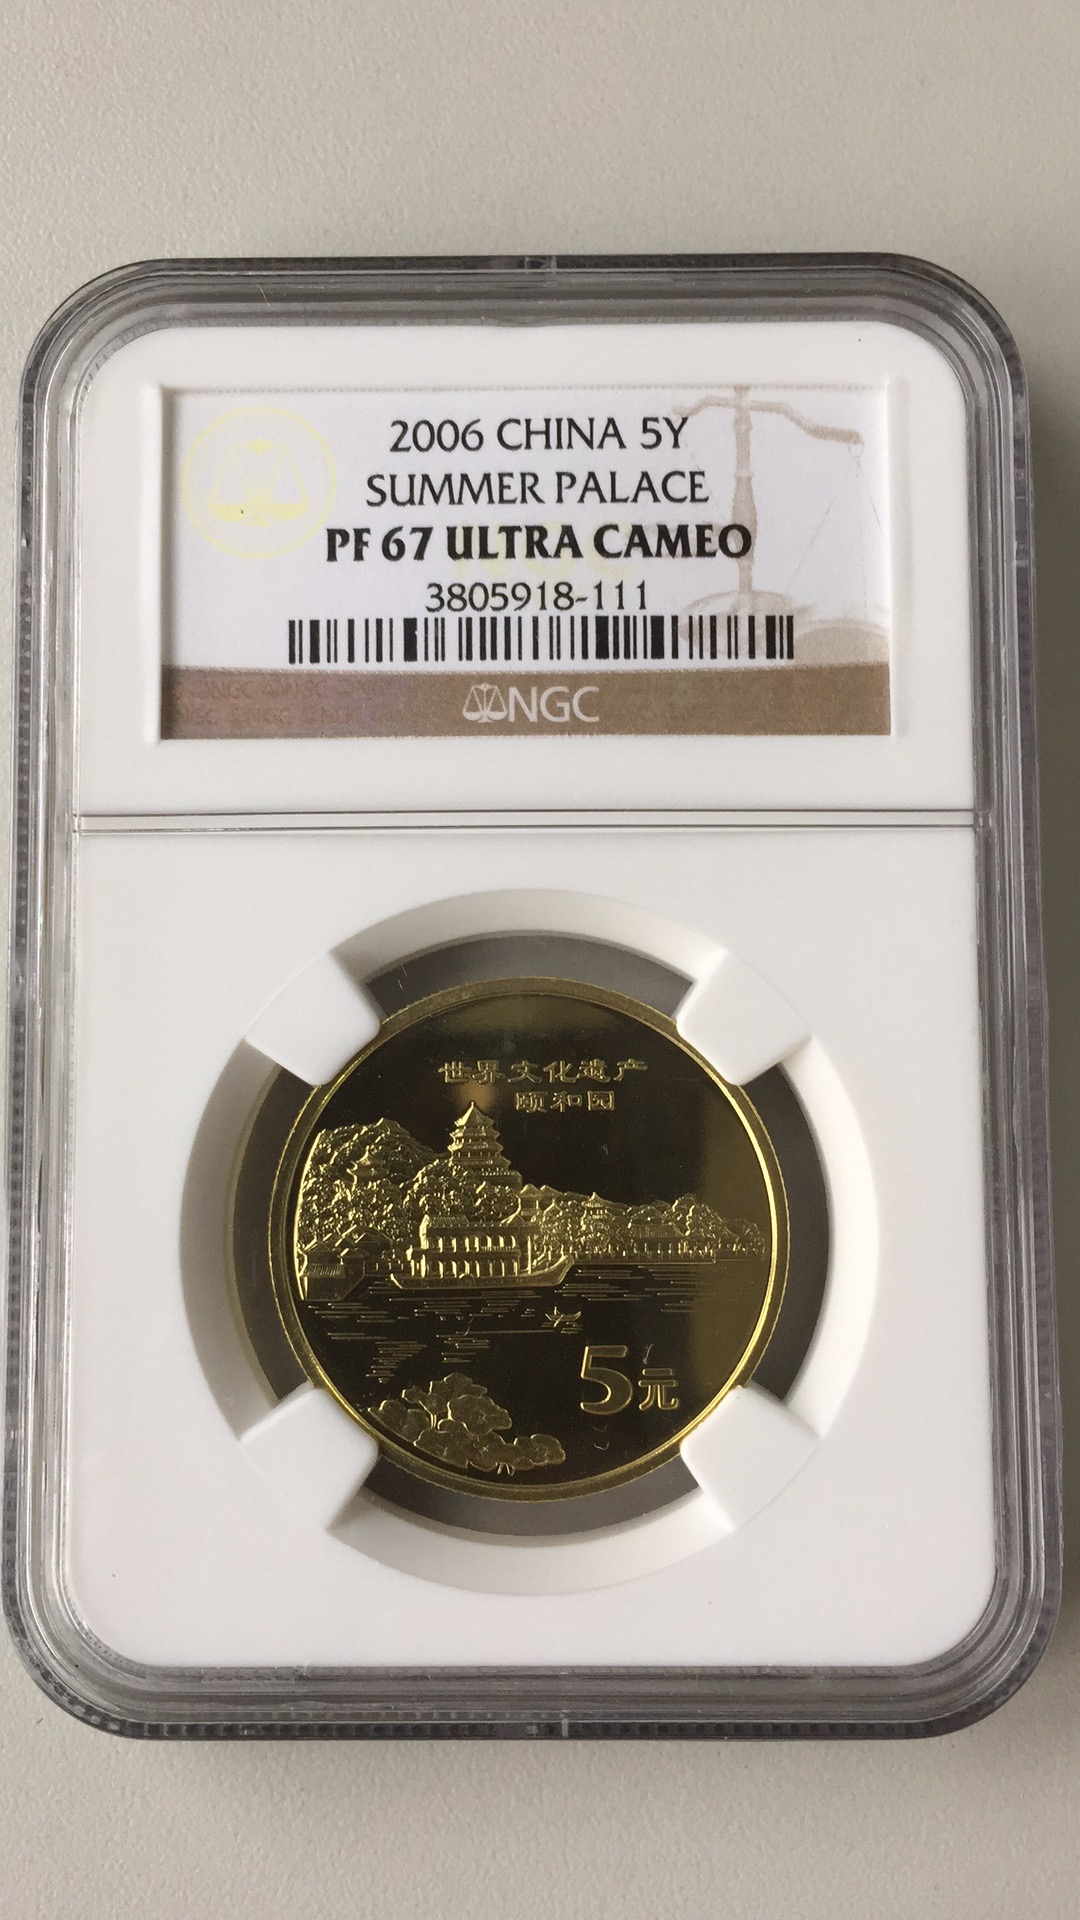 2006 CHINA 5Y
SUMMER PALACE
PF 67 ULTRA CAMEO
3805918-111
NGC
世界文化遗产
颐和园
5元